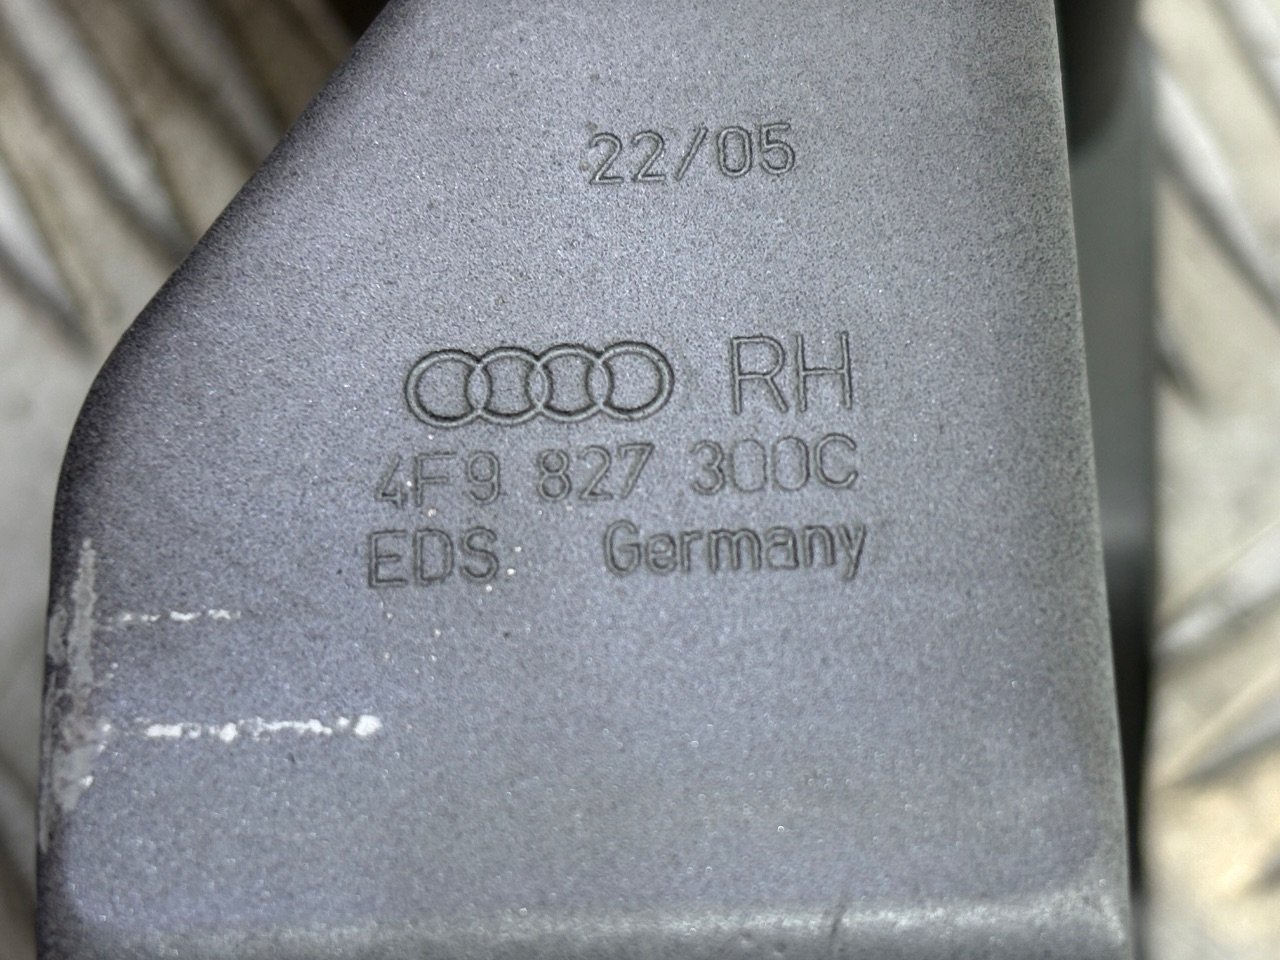 22/05
RH
4F9 827 300C
EDS Germany